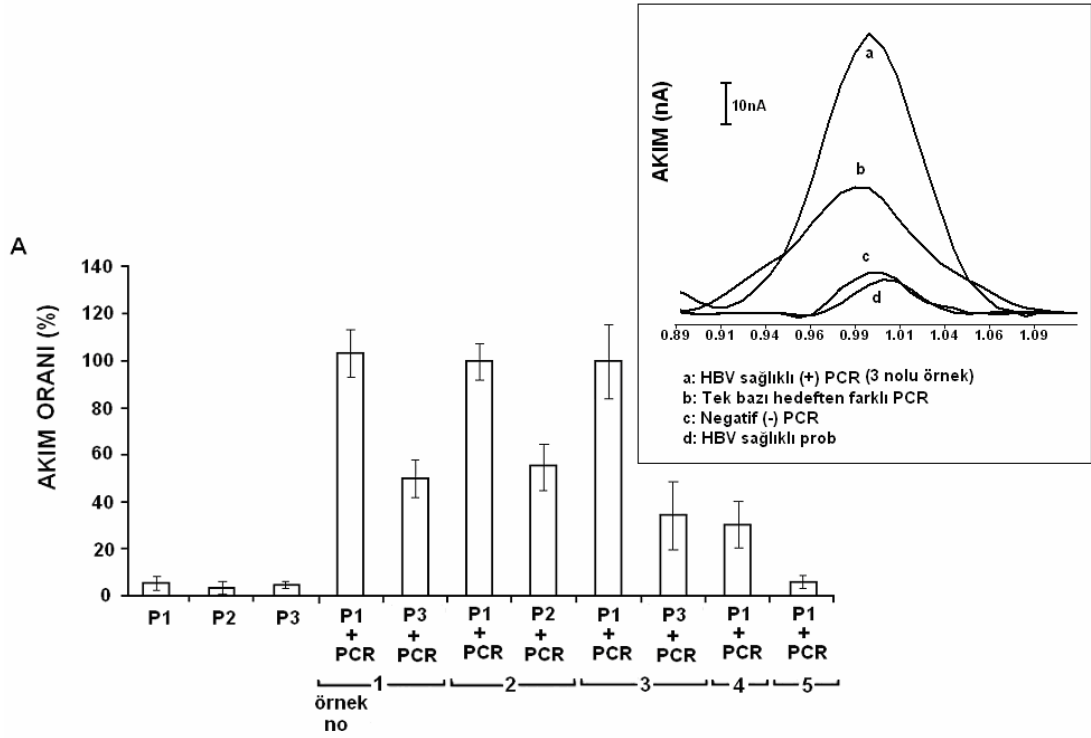 A
AKIM ORANI (%)
140
120
100
80
60
40
20
0
P1 P2 P3 P1 P3 P1 P2 P1 P3 P1 P1
+ + + + + + + +
PCR PCR PCR PCR PCR PCR PCR PCR
1 2 3 4 5
örnek
no
AKIM (nA)
10nA
a
b
c
d
0.89 0.91 0.94 0.96 0.99 1.01 1.04 1.06 1.09
a: HBV sağlıklı (+) PCR (3 nolu örnek)
b: Tek bazı hedeften farklı PCR
c: Negatif (-) PCR
d: HBV sağlıklı prob